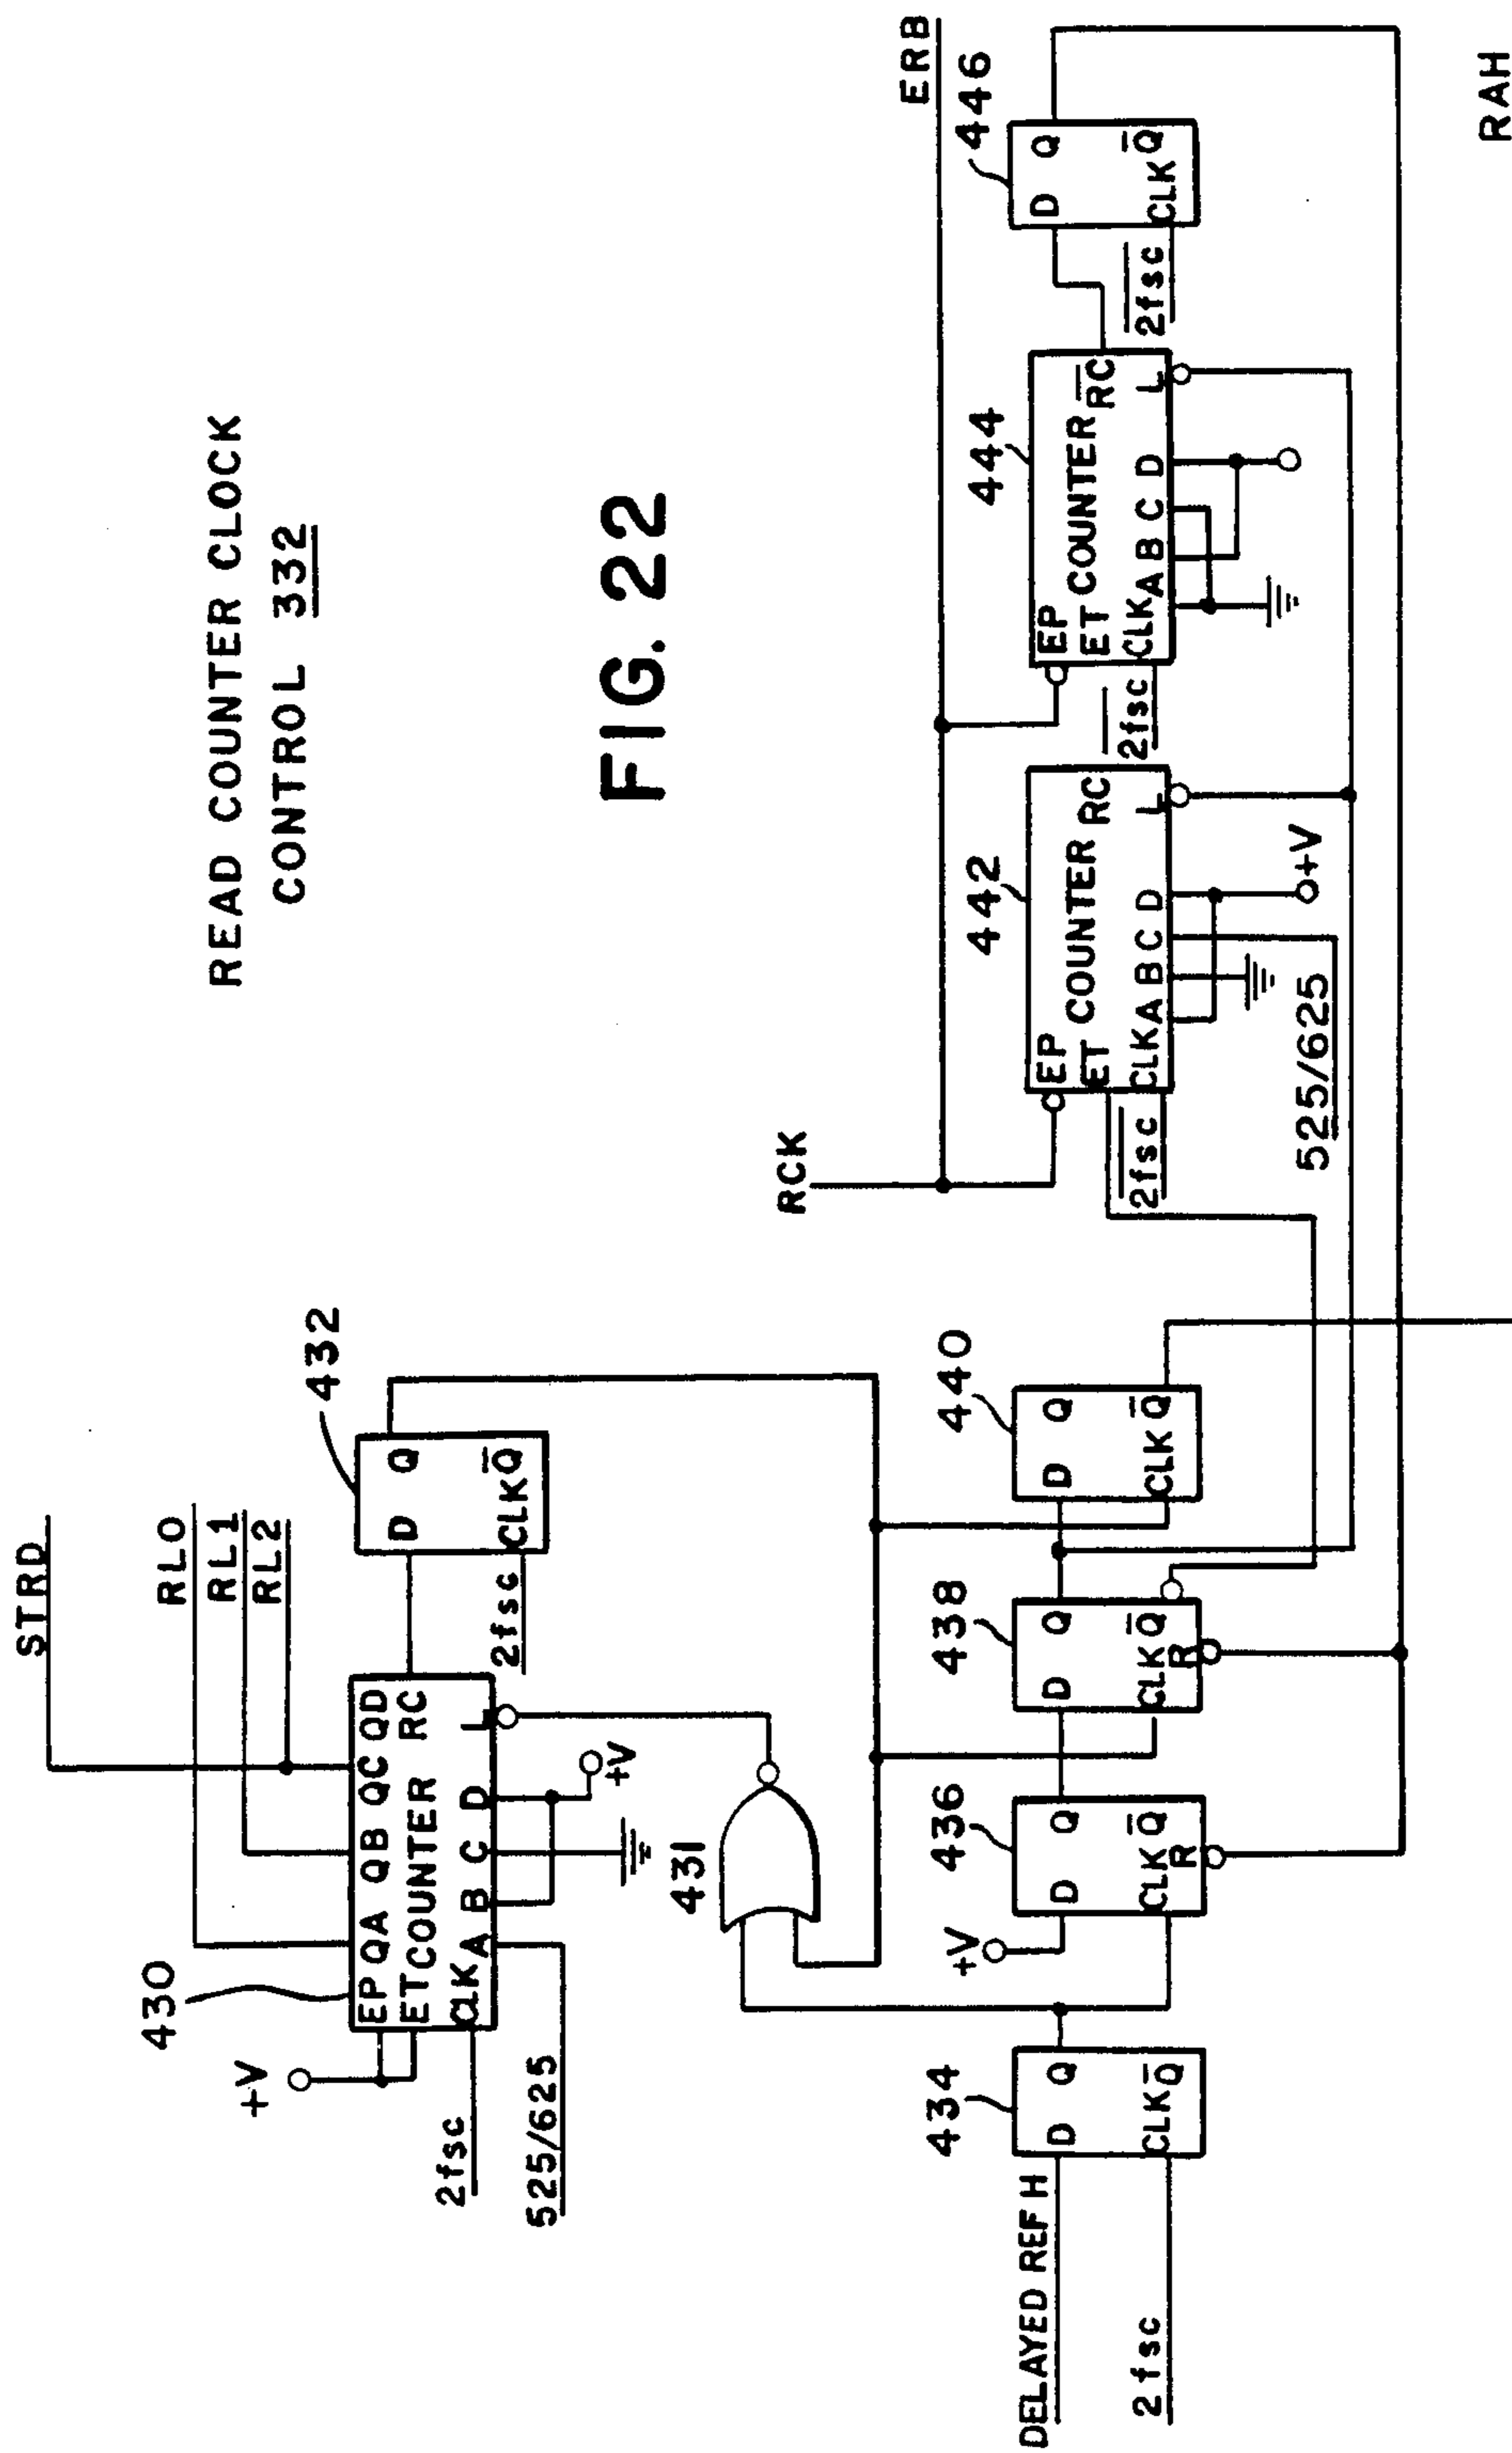 READ COUNTER CLOCK
CONTROL 332
FIG. 22
STRD
RL0
RL1
RL2
430
+V
EP QA QB QC QD
ET COUNTER RC
CLK A B C D L
2fsc
525/625
+V
432
D Q
CLK Q̅
2fsc
431
434
D Q
CLK Q̅
DELAYED REF H
2fsc
436
+V
D Q
CLK Q̅
R
438
D Q
CLK Q̅
R
440
D Q
CLK Q̅
RCK
ERB
442
EP
ET COUNTER RC
CLK A B C D L
2fsc
525/625
+V
444
EP
ET COUNTER R̅C
CLK A B C D L
2fsc
446
D Q
CLK Q̅
2fsc
RAH